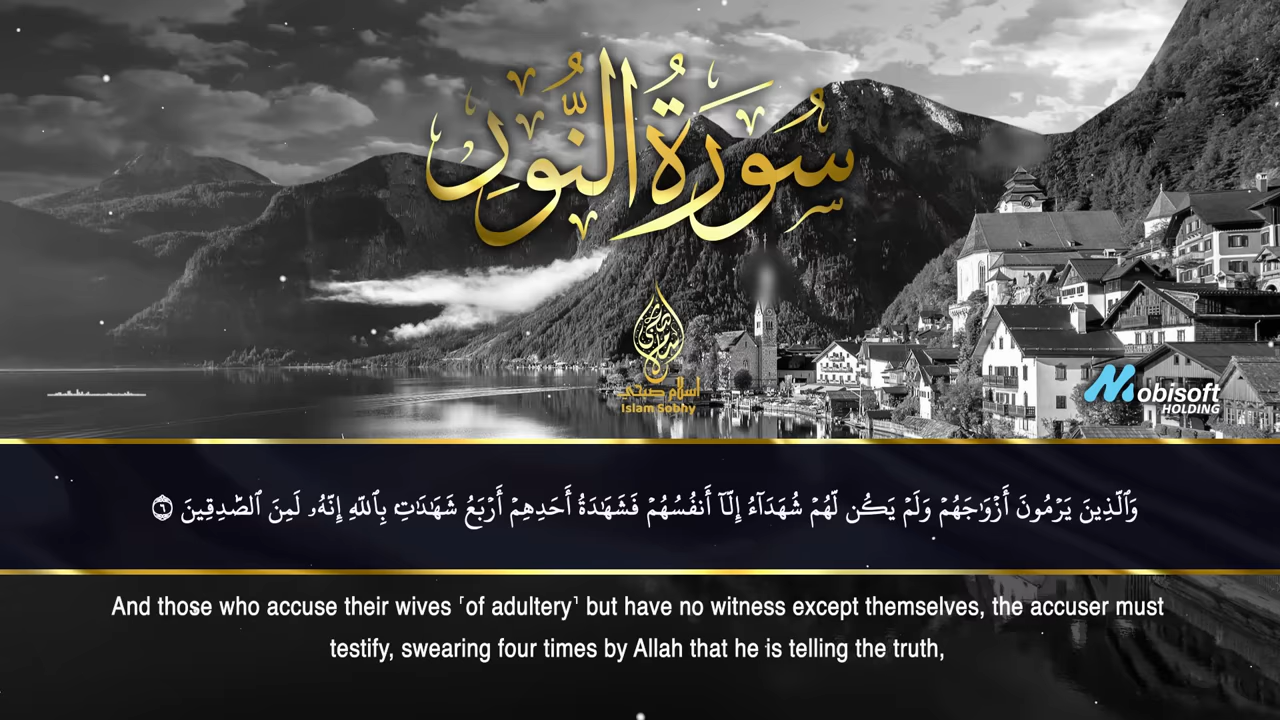 سُورَةُ النُّورِ
اسلام صبحي
Islam Sobhy
Mobisoft
HOLDING
وَٱلَّذِينَ يَرۡمُونَ أَزۡوَٰجَهُمۡ وَلَمۡ يَكُن لَّهُمۡ شُهَدَآءُ إِلَّآ أَنفُسُهُمۡ فَشَهَٰدَةُ أَحَدِهِمۡ أَرۡبَعُ شَهَٰدَٰتِۭ بِٱللَّهِ إِنَّهُۥ لَمِنَ ٱلصَّٰدِقِينَ ٦
And those who accuse their wives ˹of adultery˺ but have no witness except themselves, the accuser must
testify, swearing four times by Allah that he is telling the truth,